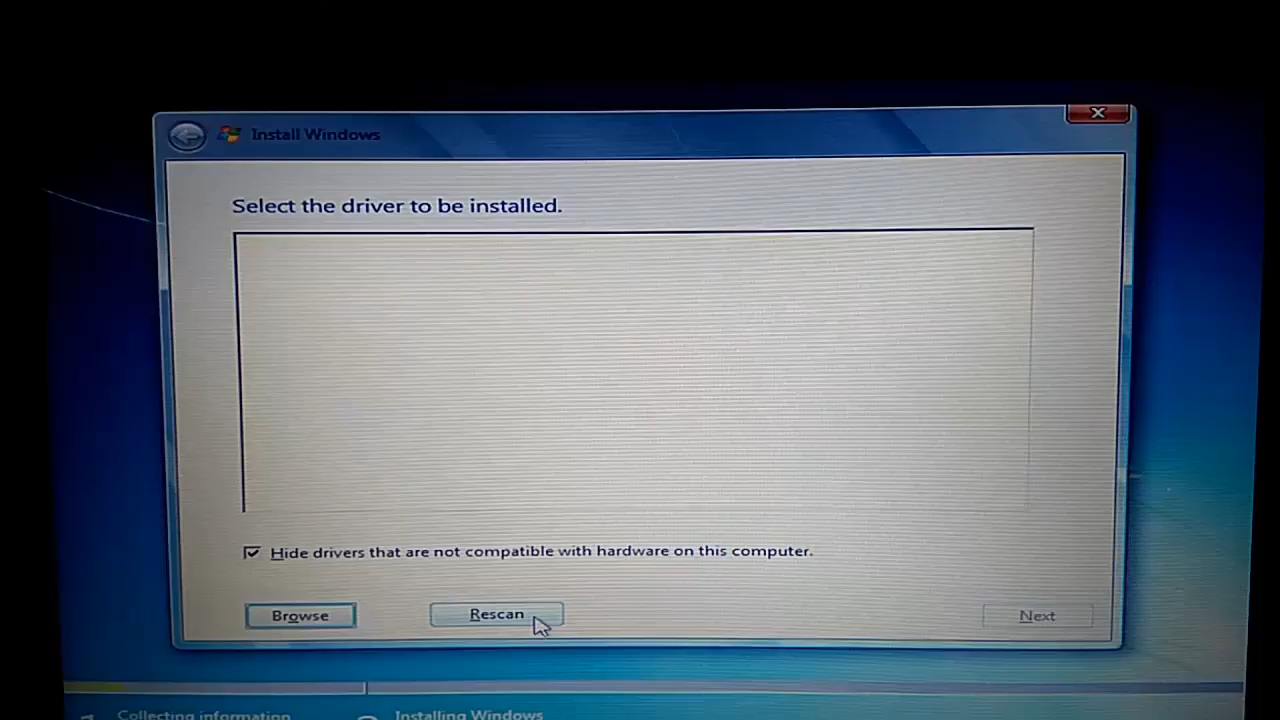 Install Windows
Select the driver to be installed.
Hide drivers that are not compatible with hardware on this computer.
Browse
Rescan
Next
Collecting information
Installing Windows